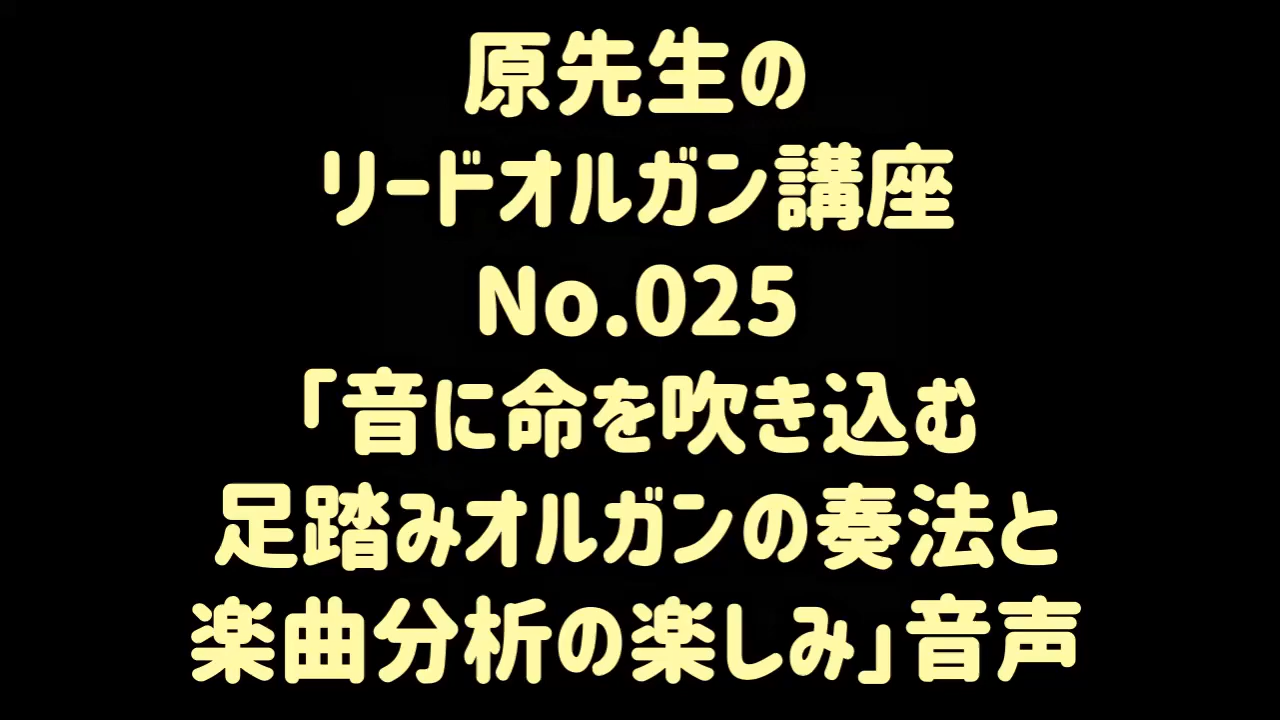 原先生の
リードオルガン講座
No.025
「音に命を吹き込む
足踏みオルガンの奏法と
楽曲分析の楽しみ」音声